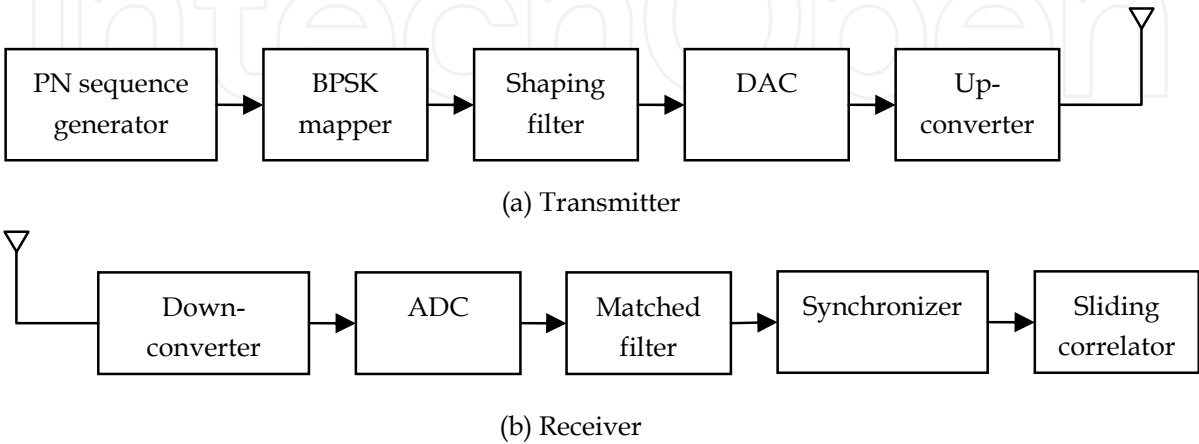 IntechOpen
PN sequence
generator
BPSK
mapper
Shaping
filter
DAC
Up-
converter
(a) Transmitter
Down-
converter
ADC
Matched
filter
Synchronizer
Sliding
correlator
(b) Receiver